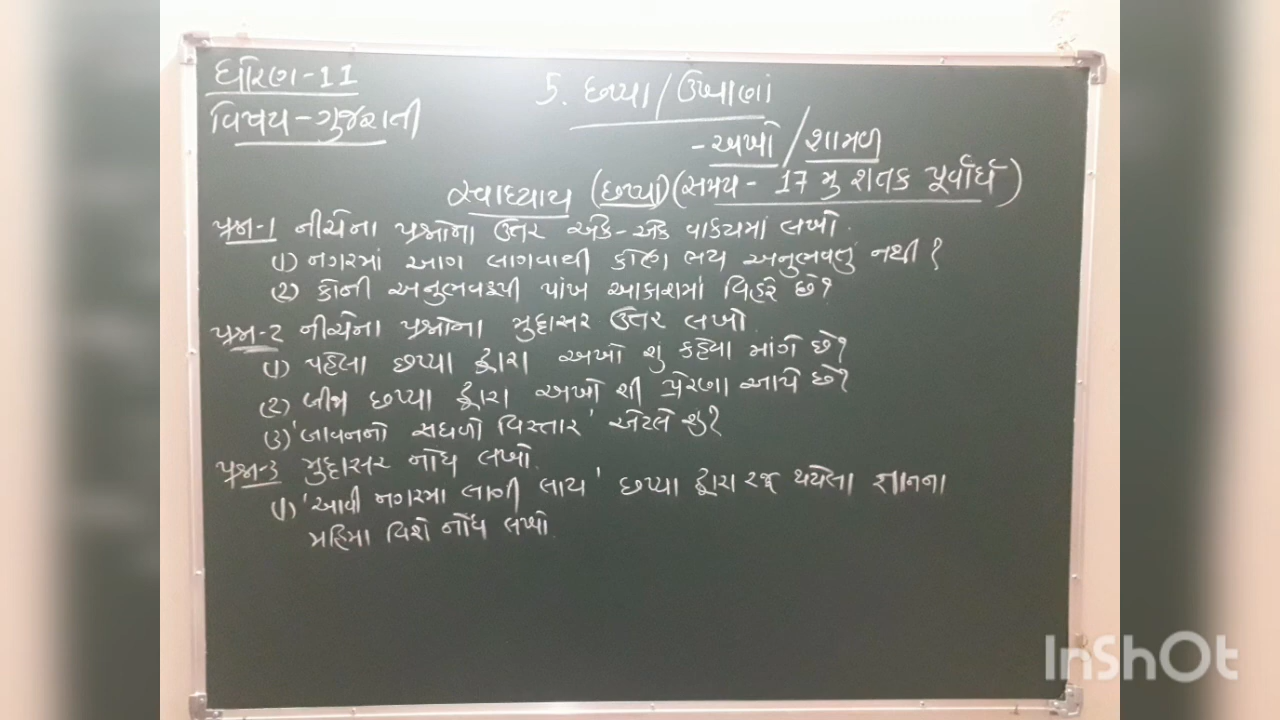 ધોરણ-11
5. છપ્પા/ઉખાણાં
વિષય-ગુજરાતી
-અખો/શામળ
સ્વાધ્યાય (છપ્પા)(સમય- 17 મુ શતક પૂર્વાર્ધ)
પ્રશ્ન-1 નીચેના પ્રશ્નોના ઉત્તર એક-એક વાક્યમાં લખો.
(1) નગરમાં આગ લાગવાથી કોણ ભય અનુભવતું નથી ?
(2) કોની અનુભવરૂપી પાંખ આકાશમાં વિહરે છે?
પ્રશ્ન-2 નીચેના પ્રશ્નોના મુદ્દાસર ઉત્તર લખો.
(1) પહેલા છપ્પા દ્વારા અખો શું કહેવા માંગે છે?
(2) બીજા છપ્પા દ્વારા અખો શી પ્રેરણા આપે છે?
(3) 'જાવનનો સઘળો વિસ્તાર' એટલે શું?
પ્રશ્ન-3 મુદ્દાસર નોંધ લખો.
(1) 'આવી નગરમા લાગી લાય' છપ્પા દ્વારા રજૂ થયેલા જ્ઞાનના
મહિમા વિશે નોંધ લખો.
InShOt